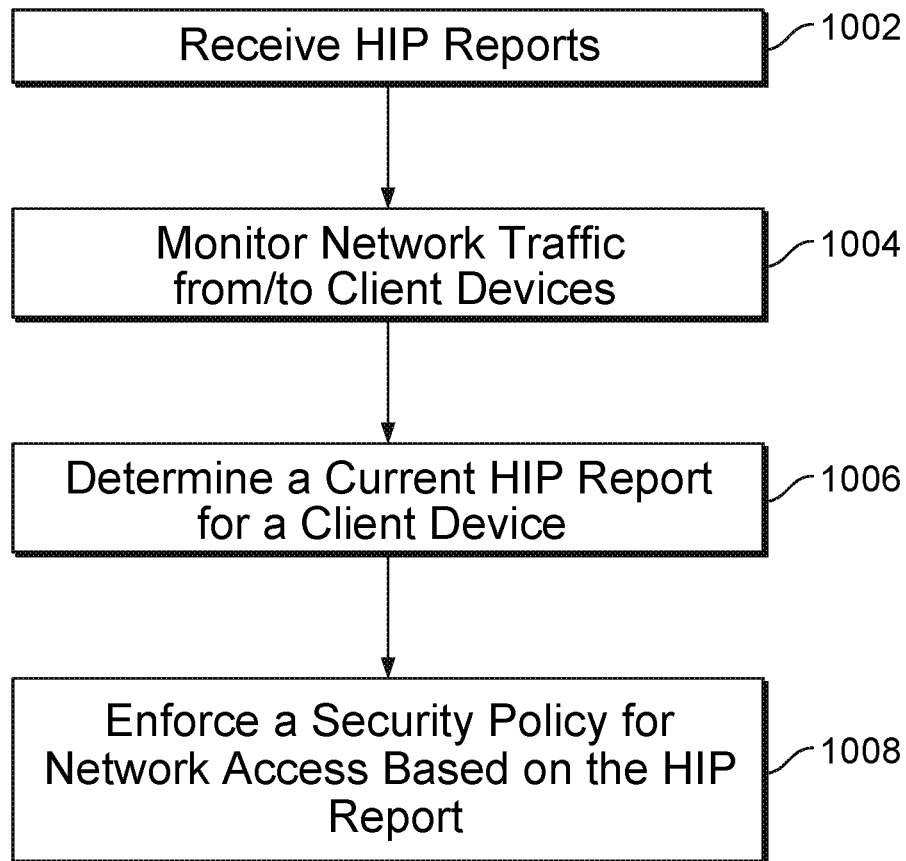 Receive HIP Reports
1002
Monitor Network Traffic
from/to Client Devices
1004
Determine a Current HIP Report
for a Client Device
1006
Enforce a Security Policy for
Network Access Based on the HIP
Report
1008